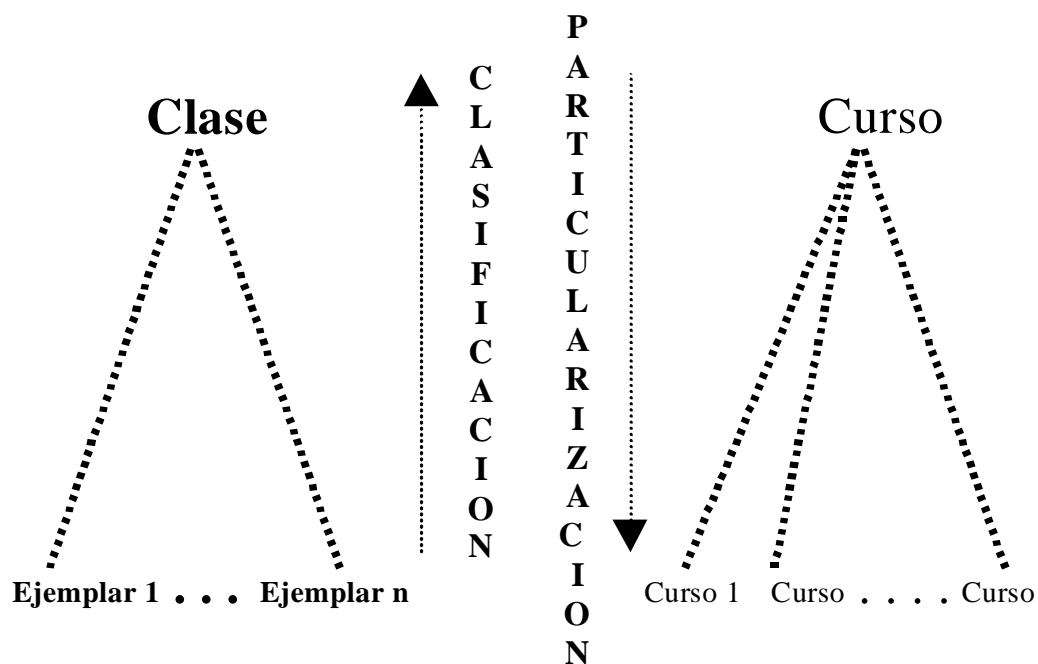 Clase
Ejemplar 1 . . . Ejemplar n
CLASIFICACION
PARTICULARIZACION
Curso
Curso 1 Curso . . . . Curso